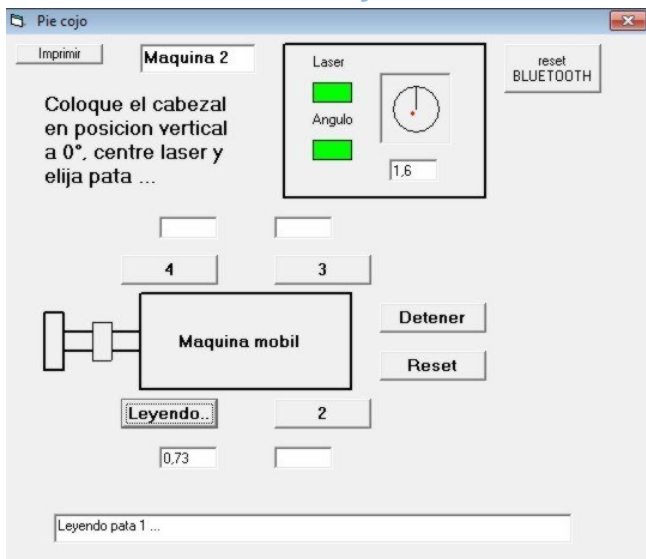 Pie cojo
Imprimir
Maquina 2
Laser
reset
BLUETOOTH
Coloque el cabezal
en posicion vertical
a 0°, centre laser y
elija pata ...
Angulo
1,6
4
3
Maquina mobil
Detener
Reset
Leyendo..
2
0,73
Leyendo pata 1 ...